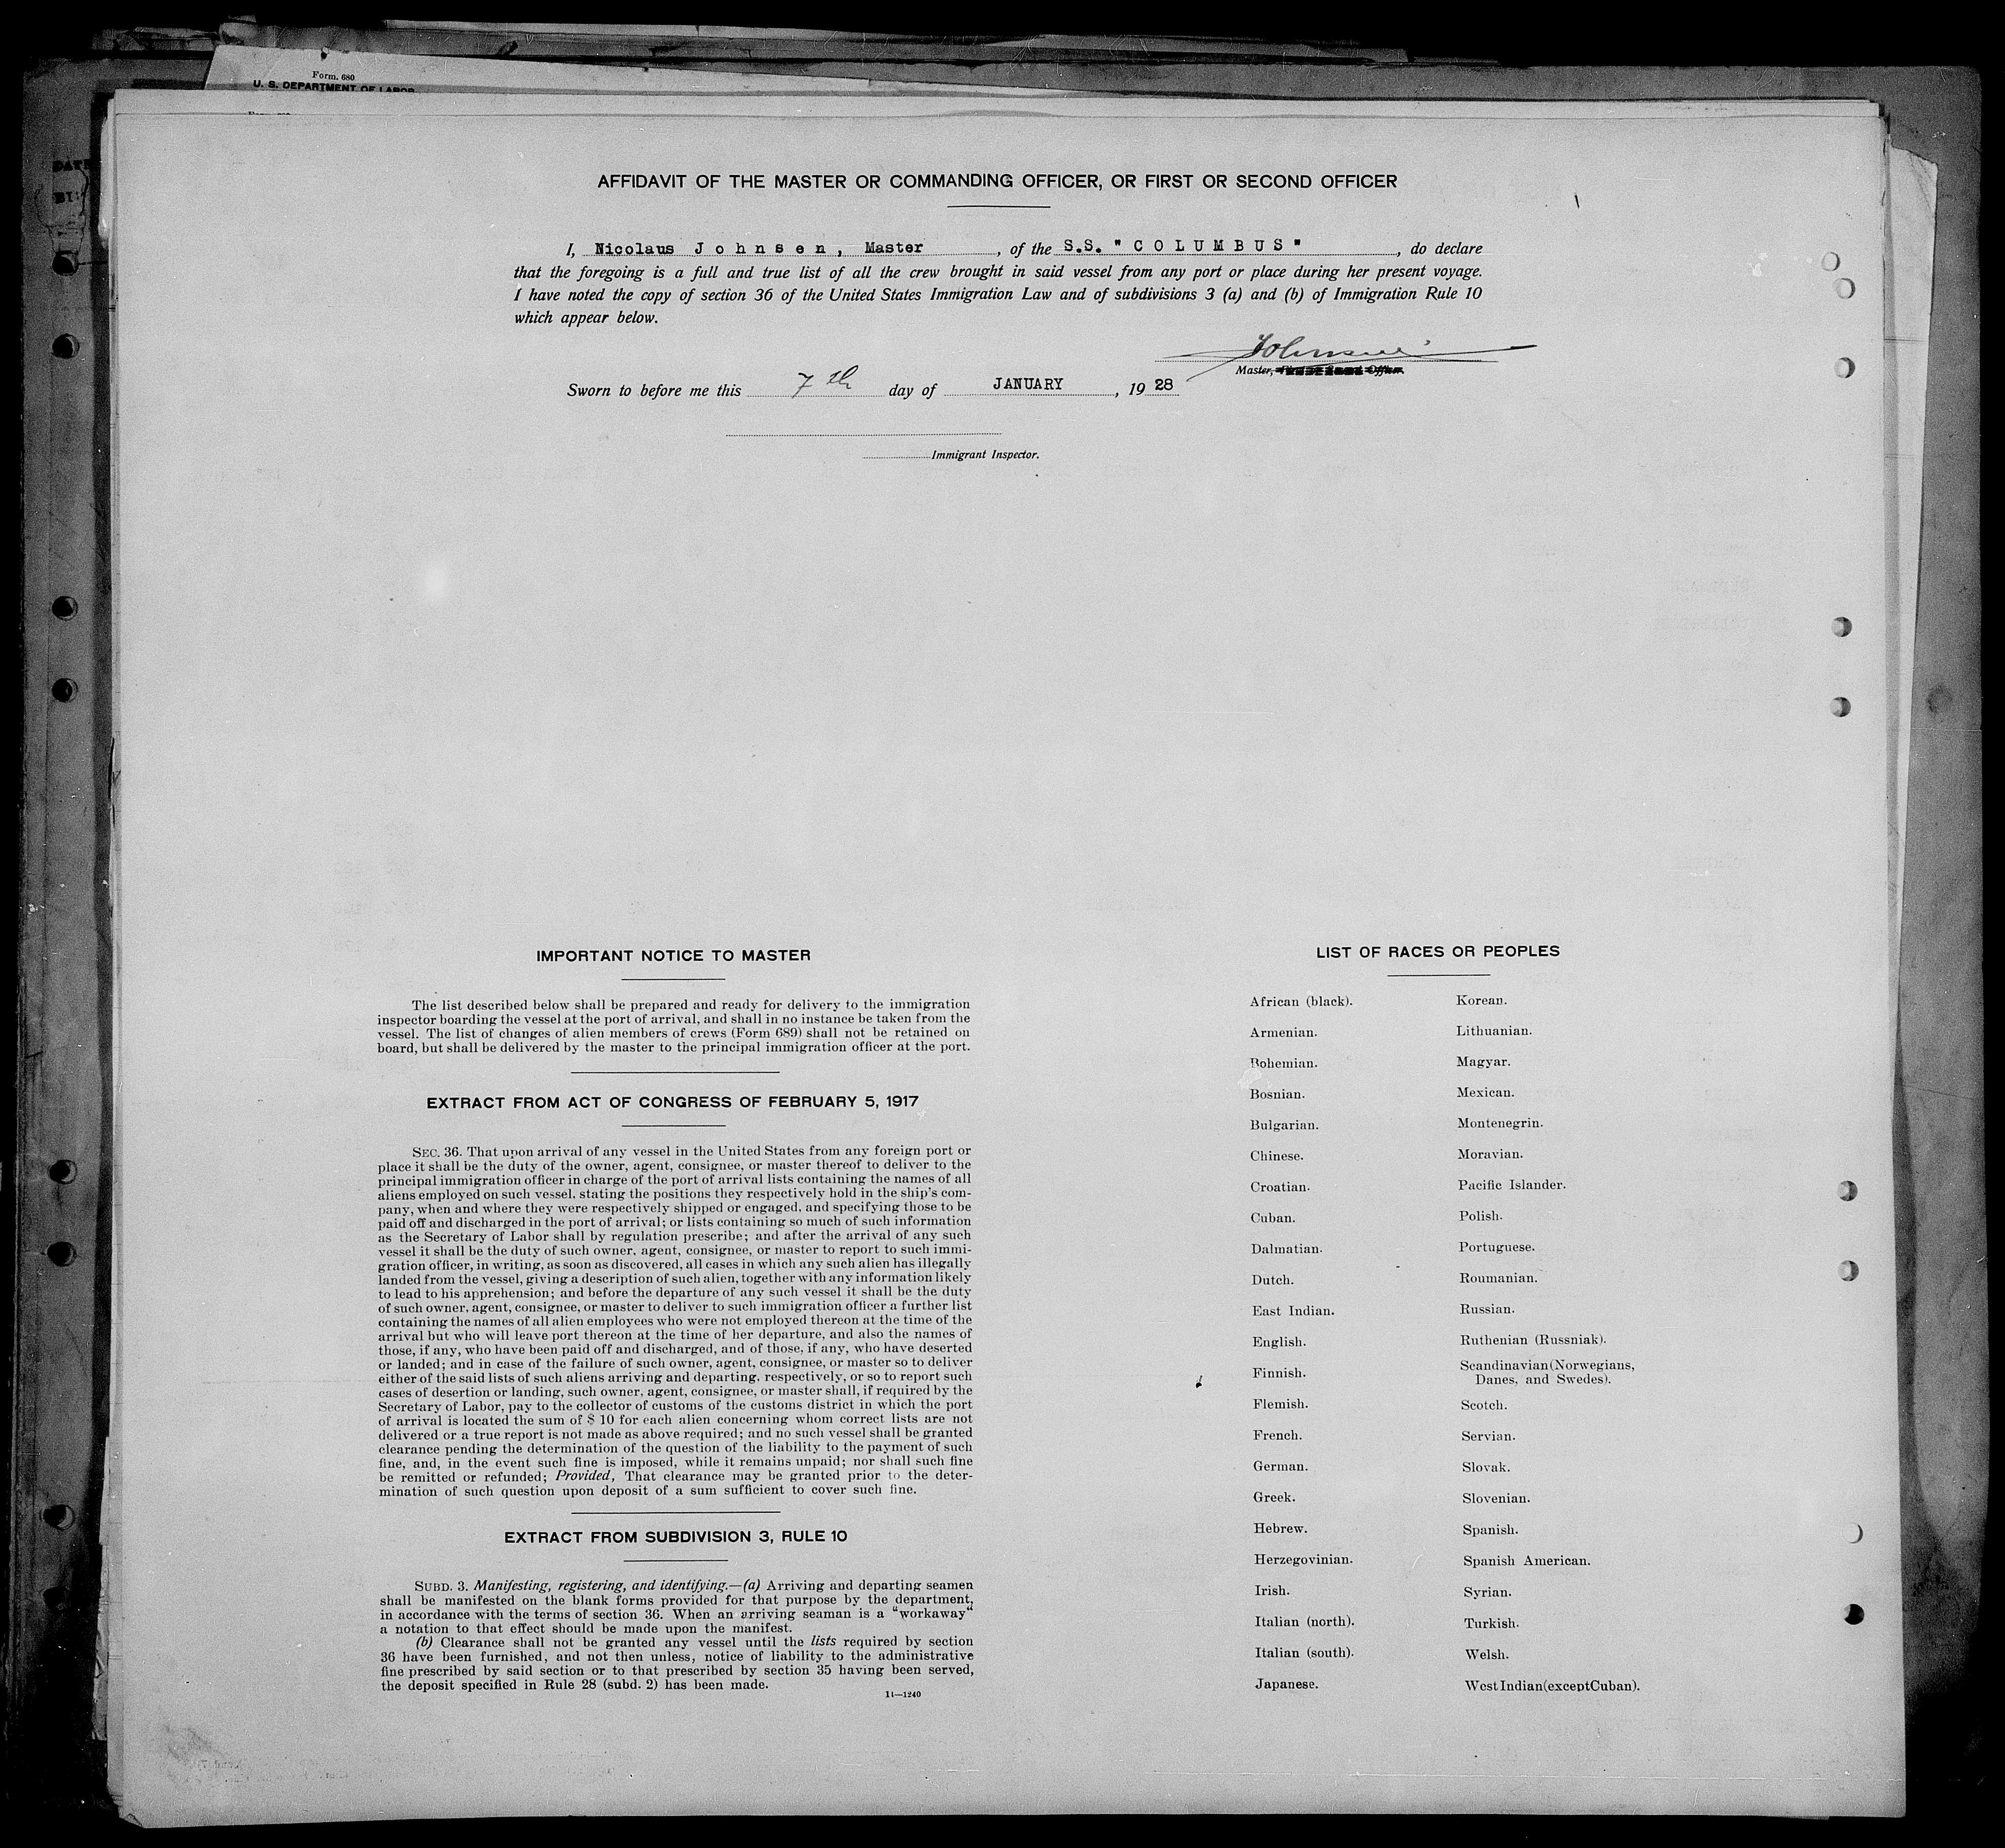 Form. 680
U. S. DEPARTMENT OF LABOR
DATE
BY
AFFIDAVIT OF THE MASTER OR COMMANDING OFFICER, OR FIRST OR SECOND OFFICER
I, Nicolaus J o h n s e n , Master , of the S.S. " C O L U M B U S " , do declare
that the foregoing is a full and true list of all the crew brought in said vessel from any port or place during her present voyage.
I have noted the copy of section 36 of the United States Immigration Law and of subdivisions 3 (a) and (b) of Immigration Rule 10
which appear below.
Johnsen
Master,
Sworn to before me this 7th day of JANUARY , 19 28
Immigrant Inspector.
IMPORTANT NOTICE TO MASTER
The list described below shall be prepared and ready for delivery to the immigration
inspector boarding the vessel at the port of arrival, and shall in no instance be taken from the
vessel. The list of changes of alien members of crews (Form 689) shall not be retained on
board, but shall be delivered by the master to the principal immigration officer at the port.
EXTRACT FROM ACT OF CONGRESS OF FEBRUARY 5, 1917
SEC. 36. That upon arrival of any vessel in the United States from any foreign port or
place it shall be the duty of the owner, agent, consignee, or master thereof to deliver to the
principal immigration officer in charge of the port of arrival lists containing the names of all
aliens employed on such vessel, stating the positions they respectively hold in the ship's com-
pany, when and where they were respectively shipped or engaged, and specifying those to be
paid off and discharged in the port of arrival; or lists containing so much of such information
as the Secretary of Labor shall by regulation prescribe; and after the arrival of any such
vessel it shall be the duty of such owner, agent, consignee, or master to report to such immi-
gration officer, in writing, as soon as discovered, all cases in which any such alien has illegally
landed from the vessel, giving a description of such alien, together with any information likely
to lead to his apprehension; and before the departure of any such vessel it shall be the duty
of such owner, agent, consignee, or master to deliver to such immigration officer a further list
containing the names of all alien employees who were not employed thereon at the time of the
arrival but who will leave port thereon at the time of her departure, and also the names of
those, if any, who have been paid off and discharged, and of those, if any, who have deserted
or landed; and in case of the failure of such owner, agent, consignee, or master so to deliver
either of the said lists of such aliens arriving and departing, respectively, or so to report such
cases of desertion or landing, such owner, agent, consignee, or master shall, if required by the
Secretary of Labor, pay to the collector of customs of the customs district in which the port
of arrival is located the sum of $ 10 for each alien concerning whom correct lists are not
delivered or a true report is not made as above required; and no such vessel shall be granted
clearance pending the determination of the question of the liability to the payment of such
fine, and, in the event such fine is imposed, while it remains unpaid; nor shall such fine
be remitted or refunded; Provided, That clearance may be granted prior to the deter-
mination of such question upon deposit of a sum sufficient to cover such fine.
EXTRACT FROM SUBDIVISION 3, RULE 10
SUBD. 3. Manifesting, registering, and identifying.—(a) Arriving and departing seamen
shall be manifested on the blank forms provided for that purpose by the department,
in accordance with the terms of section 36. When an arriving seaman is a "workaway"
a notation to that effect should be made upon the manifest.
(b) Clearance shall not be granted any vessel until the lists required by section
36 have been furnished, and not then unless, notice of liability to the administrative
fine prescribed by said section or to that prescribed by section 35 having been served,
the deposit specified in Rule 28 (subd. 2) has been made.
14—1240
LIST OF RACES OR PEOPLES
African (black).
Armenian.
Bohemian.
Bosnian.
Bulgarian.
Chinese.
Croatian.
Cuban.
Dalmatian.
Dutch.
East Indian.
English.
Finnish.
Flemish.
French.
German.
Greek.
Hebrew.
Herzegovinian.
Irish.
Italian (north).
Italian (south).
Japanese.
Korean.
Lithuanian.
Magyar.
Mexican.
Montenegrin.
Moravian.
Pacific Islander.
Polish.
Portuguese.
Roumanian.
Russian.
Ruthenian (Russniak).
Scandinavian(Norwegians,
Danes, and Swedes).
Scotch.
Servian.
Slovak.
Slovenian.
Spanish.
Spanish American.
Syrian.
Turkish.
Welsh.
West Indian(except Cuban).